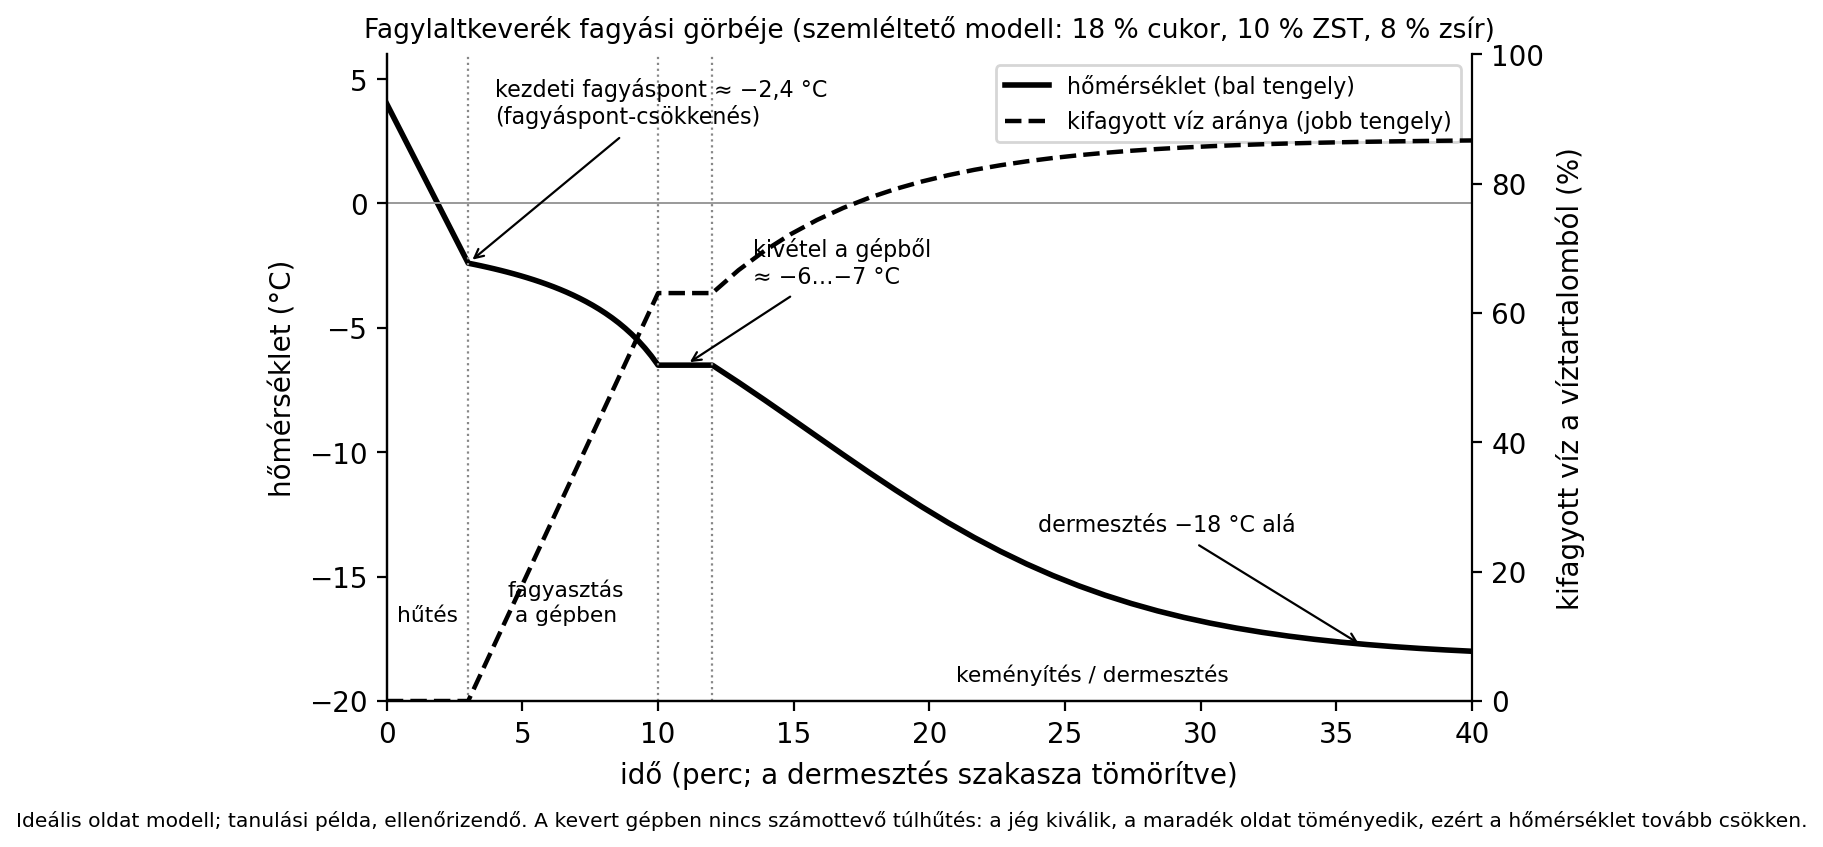 Fagylaltkeverék fagyási görbéje (szemléltető modell: 18 % cukor, 10 % ZST, 8 % zsír)
kezdeti fagyáspont ≈ −2,4 °C
(fagyáspont-csökkenés)
hőmérséklet (bal tengely)
kifagyott víz aránya (jobb tengely)
kivétel a gépből
≈ −6…−7 °C
dermesztés −18 °C alá
hűtés
fagyasztás
a gépben
keményítés / dermesztés
hőmérséklet (°C)
5
0
−5
−10
−15
−20
kifagyott víz a víztartalomból (%)
100
80
60
40
20
0
0 5 10 15 20 25 30 35 40
idő (perc; a dermesztés szakasza tömörítve)
Ideális oldat modell; tanulási példa, ellenőrizendő. A kevert gépben nincs számottevő túlhűtés: a jég kiválik, a maradék oldat töményedik, ezért a hőmérséklet tovább csökken.